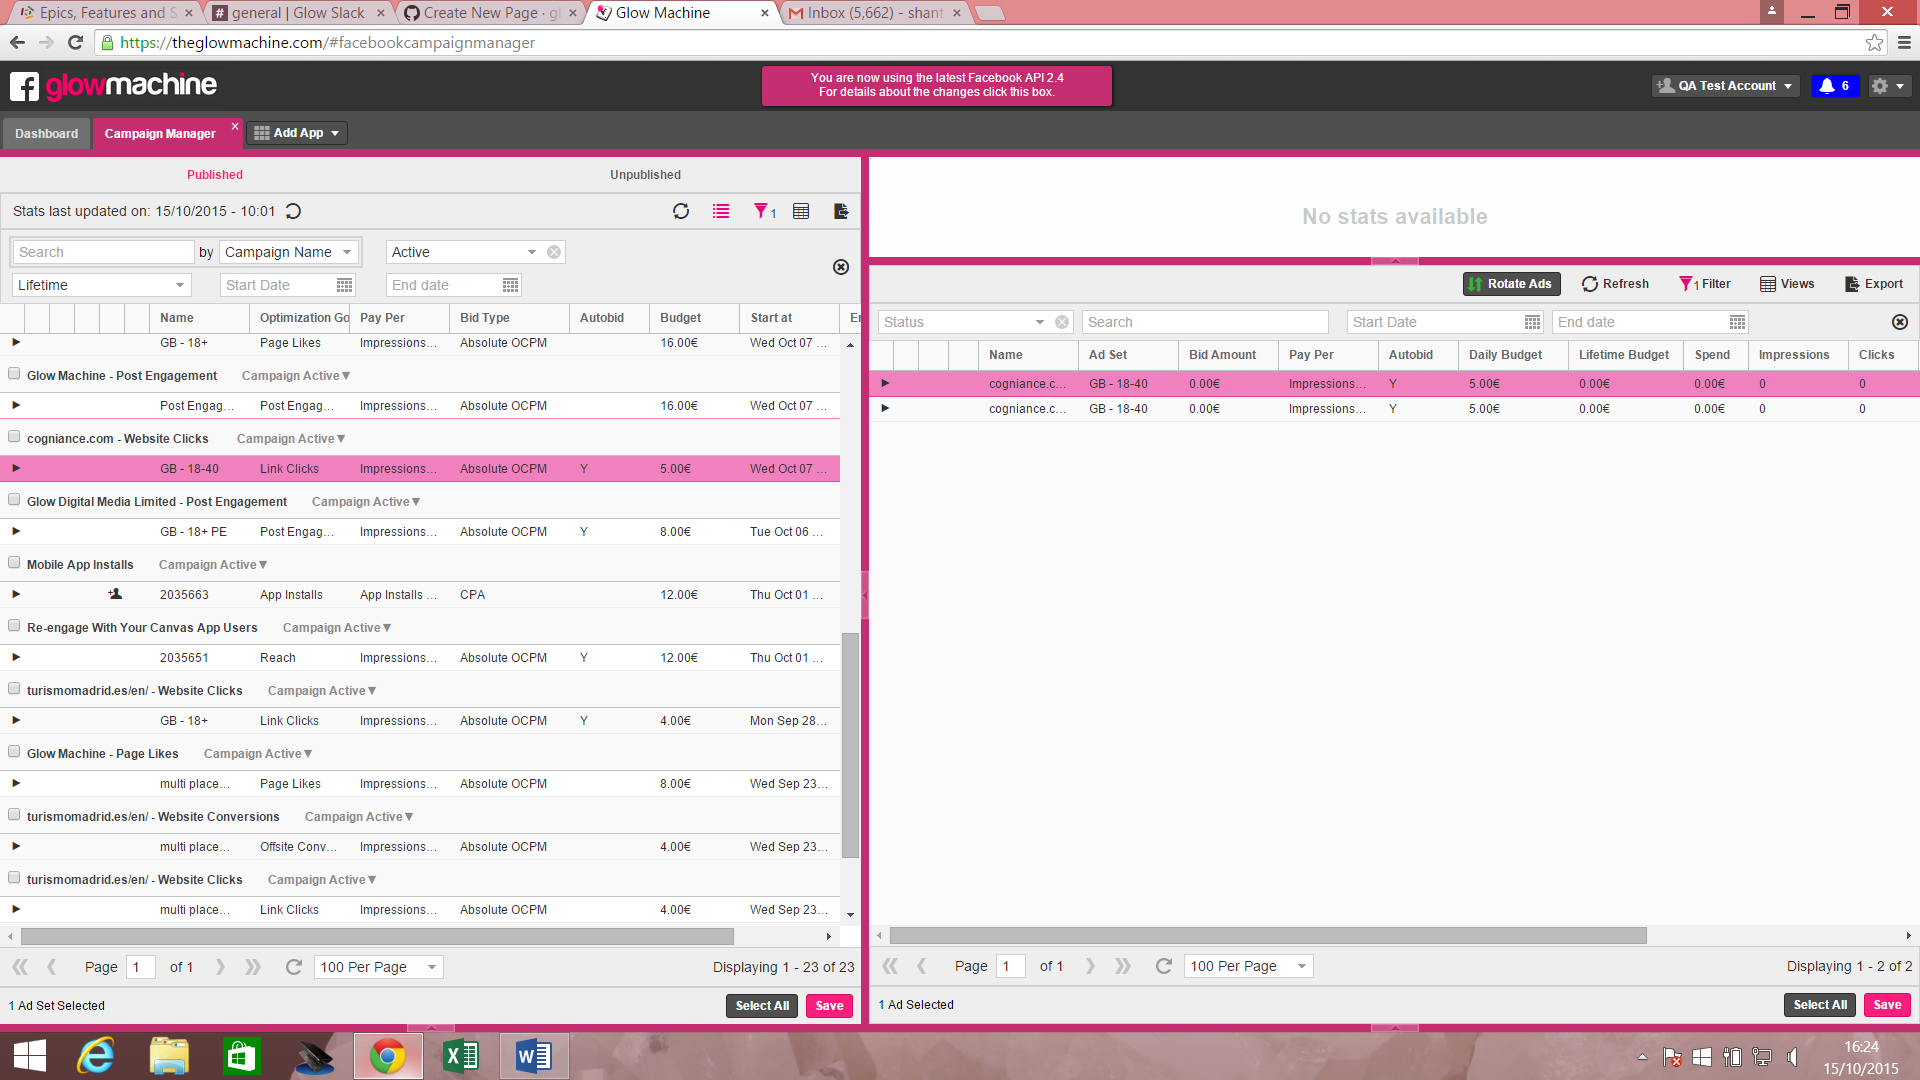 Epics, Features and S
general | Glow Slack
Create New Page · gl
Glow Machine
Inbox (5,662) - shant
https://theglowmachine.com/#facebookcampaignmanager
glowmachine
You are now using the latest Facebook API 2.4
For details about the changes click this box.
QA Test Account
6
Dashboard
Campaign Manager
Add App
Published
Unpublished
Stats last updated on: 15/10/2015 - 10:01
1
Search by Campaign Name Active
Lifetime Start Date End date
Name Optimization Go Pay Per Bid Type Autobid Budget Start at En
GB - 18+ Page Likes Impressions... Absolute OCPM 16.00€ Wed Oct 07 ...
Glow Machine - Post Engagement Campaign Active▼
Post Engag... Post Engag... Impressions... Absolute OCPM 16.00€ Wed Oct 07 ...
cogniance.com - Website Clicks Campaign Active▼
GB - 18-40 Link Clicks Impressions... Absolute OCPM Y 5.00€ Wed Oct 07 ...
Glow Digital Media Limited - Post Engagement Campaign Active▼
GB - 18+ PE Post Engag... Impressions... Absolute OCPM Y 8.00€ Tue Oct 06 ...
Mobile App Installs Campaign Active▼
2035663 App Installs App Installs ... CPA 12.00€ Thu Oct 01 ...
Re-engage With Your Canvas App Users Campaign Active▼
2035651 Reach Impressions... Absolute OCPM Y 12.00€ Thu Oct 01 ...
turismomadrid.es/en/ - Website Clicks Campaign Active▼
GB - 18+ Link Clicks Impressions... Absolute OCPM Y 4.00€ Mon Sep 28...
Glow Machine - Page Likes Campaign Active▼
multi place... Page Likes Impressions... Absolute OCPM 8.00€ Wed Sep 23...
turismomadrid.es/en/ - Website Conversions Campaign Active▼
multi place... Offsite Conv... Impressions... Absolute OCPM 4.00€ Wed Sep 23...
turismomadrid.es/en/ - Website Clicks Campaign Active▼
multi place... Link Clicks Impressions... Absolute OCPM 4.00€ Wed Sep 23...
Page 1 of 1 100 Per Page Displaying 1 - 23 of 23
1 Ad Set Selected Select All Save
No stats available
Rotate Ads Refresh 1 Filter Views Export
Status Search Start Date End date
Name Ad Set Bid Amount Pay Per Autobid Daily Budget Lifetime Budget Spend Impressions Clicks
cogniance.c... GB - 18-40 0.00€ Impressions... Y 5.00€ 0.00€ 0.00€ 0 0
cogniance.c... GB - 18-40 0.00€ Impressions... Y 5.00€ 0.00€ 0.00€ 0 0
Page 1 of 1 100 Per Page Displaying 1 - 2 of 2
1 Ad Selected Select All Save
16:24
15/10/2015